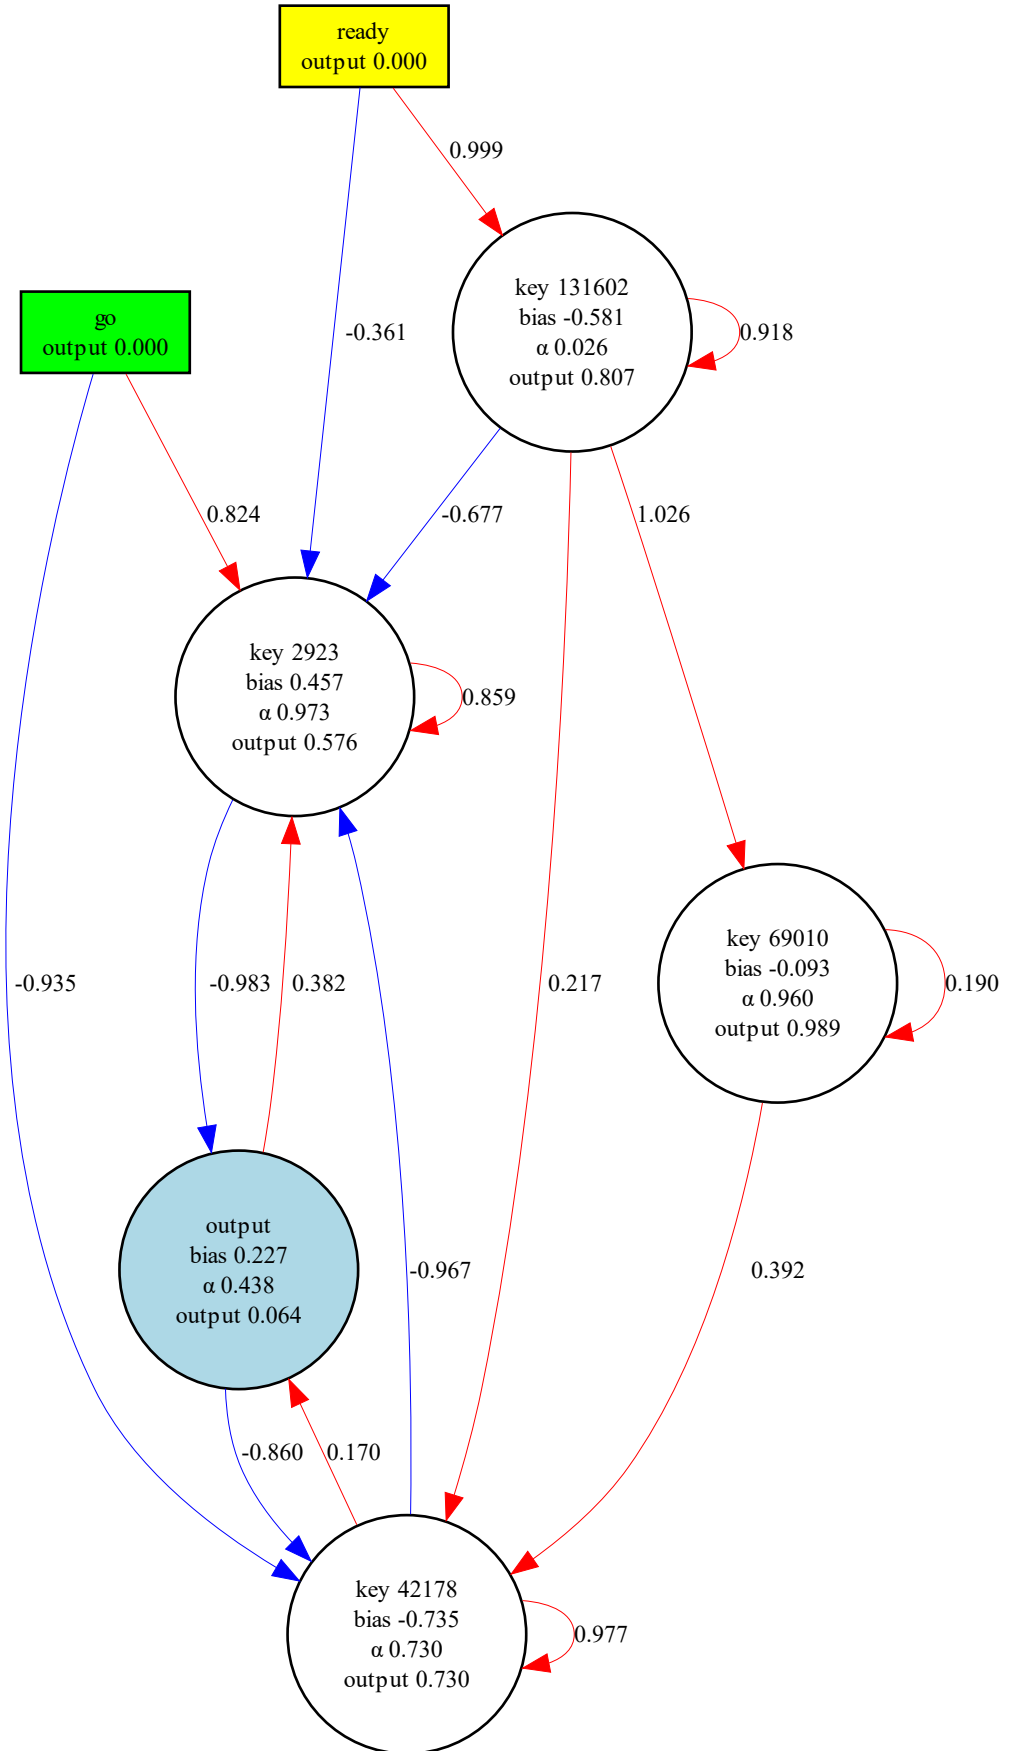 ready
output 0.000
0.999
key 131602
bias -0.581
α 0.026
output 0.807
0.918
go
output 0.000
-0.361
0.824
-0.677
1.026
key 2923
bias 0.457
α 0.973
output 0.576
0.859
key 69010
bias -0.093
α 0.960
output 0.989
0.190
-0.935
-0.983
0.382
0.217
output
bias 0.227
α 0.438
output 0.064
-0.967
0.392
-0.860
0.170
key 42178
bias -0.735
α 0.730
output 0.730
0.977